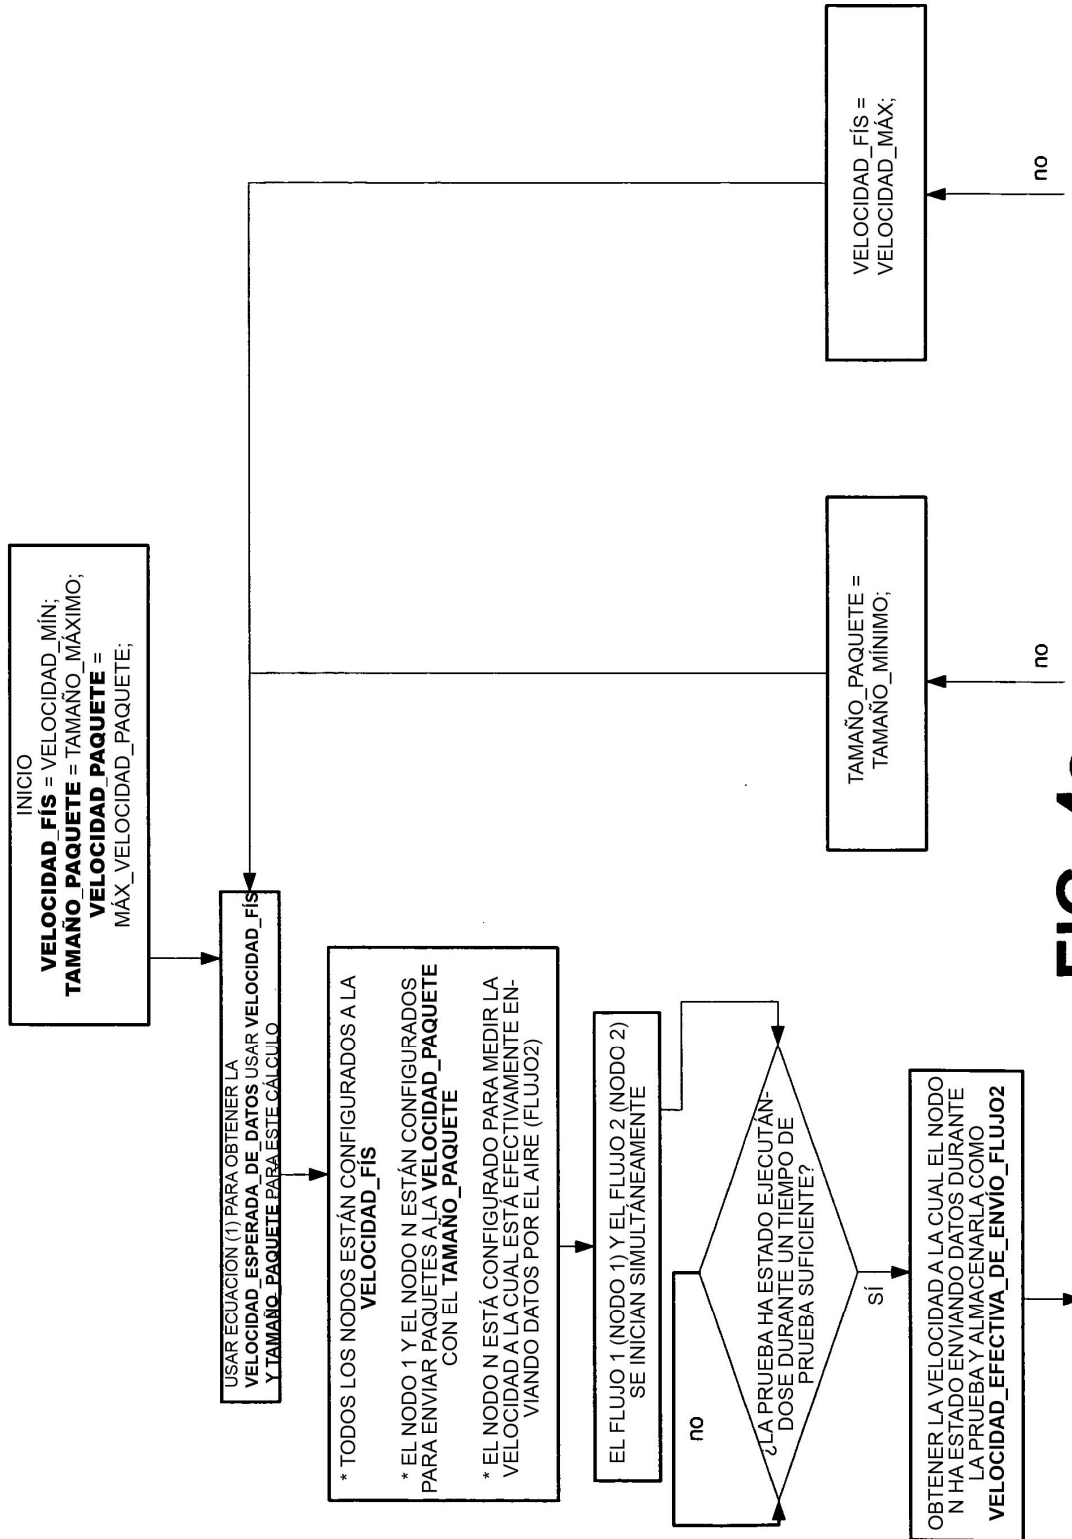 INICIO
VELOCIDAD_FÍS = VELOCIDAD_MÍN;
TAMAÑO_PAQUETE = TAMAÑO_MÁXIMO;
VELOCIDAD_PAQUETE =
MÁX_VELOCIDAD_PAQUETE;
USAR ECUACIÓN (1) PARA OBTENER LA
VELOCIDAD_ESPERADA_DE_DATOS USAR VELOCIDAD_FÍS
Y TAMAÑO_PAQUETE PARA ESTE CÁLCULO
* TODOS LOS NODOS ESTÁN CONFIGURADOS A LA
VELOCIDAD_FÍS
* EL NODO 1 Y EL NODO N ESTÁN CONFIGURADOS
PARA ENVIAR PAQUETES A LA VELOCIDAD_PAQUETE
CON EL TAMAÑO_PAQUETE
* EL NODO N ESTÁ CONFIGURADO PARA MEDIR LA
VELOCIDAD A LA CUAL ESTÁ EFECTIVAMENTE EN-
VIANDO DATOS POR EL AIRE (FLUJO2)
EL FLUJO 1 (NODO 1) Y EL FLUJO 2 (NODO 2)
SE INICIAN SIMULTÁNEAMENTE
no
¿LA PRUEBA HA ESTADO EJECUTÁN-
DOSE DURANTE UN TIEMPO DE
PRUEBA SUFICIENTE?
SÍ
OBTENER LA VELOCIDAD A LA CUAL EL NODO
N HA ESTADO ENVIANDO DATOS DURANTE
LA PRUEBA Y ALMACENARLA COMO
VELOCIDAD_EFECTIVA_DE_ENVÍO_FLUJO2
TAMAÑO_PAQUETE =
TAMAÑO_MÍNIMO;
no
VELOCIDAD_FÍS =
VELOCIDAD_MÁX;
no